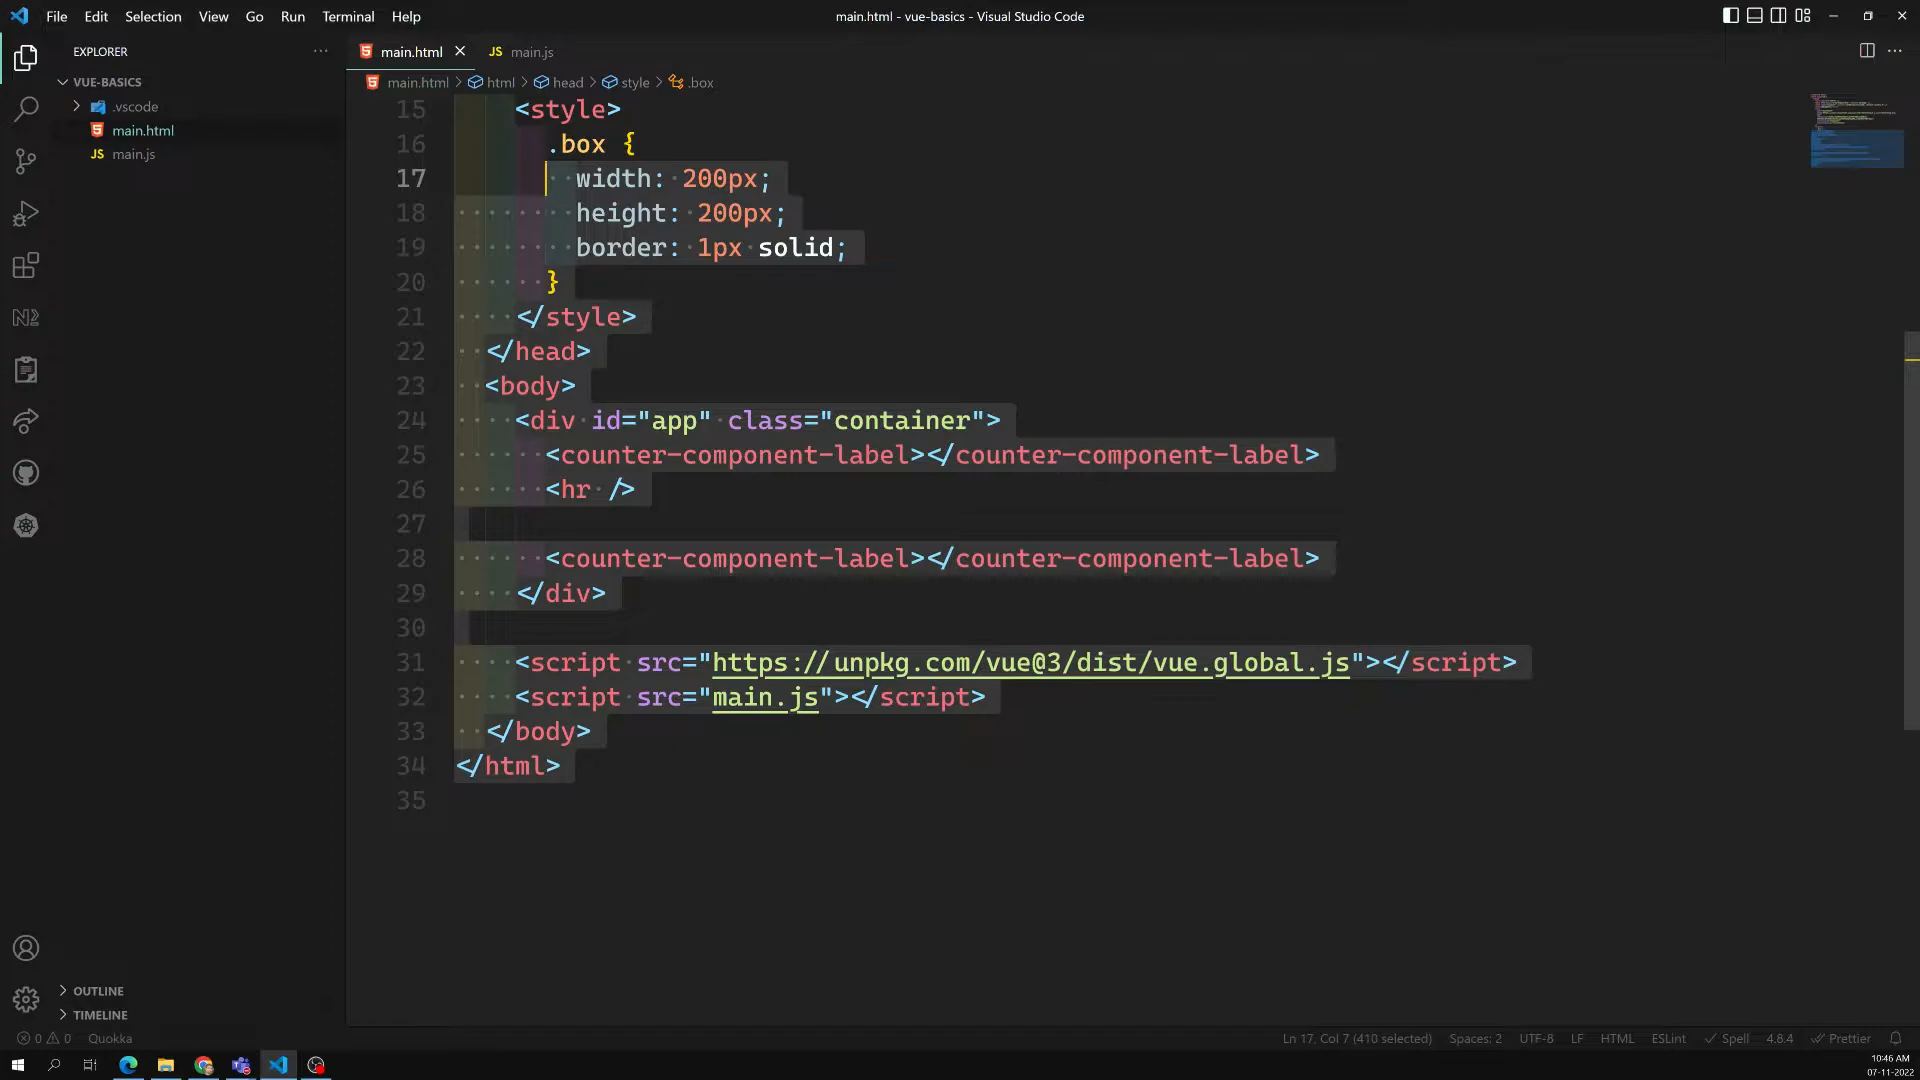 File Edit Selection View Go Run Terminal Help
main.html - vue-basics - Visual Studio Code
EXPLORER
VUE-BASICS
.vscode
main.html
JS main.js
main.html
JS main.js
main.html > html > head > style > .box
15 <style>
16 .box {
17 width: 200px;
18 height: 200px;
19 border: 1px solid;
20 }
21 </style>
22 </head>
23 <body>
24 <div id="app" class="container">
25 <counter-component-label></counter-component-label>
26 <hr />
27
28 <counter-component-label></counter-component-label>
29 </div>
30
31 <script src="https://unpkg.com/vue@3/dist/vue.global.js"></script>
32 <script src="main.js"></script>
33 </body>
34 </html>
35
OUTLINE
TIMELINE
0 0 Quokka
Ln 17, Col 7 (410 selected) Spaces: 2 UTF-8 LF HTML ESLint Spell 4.8.4 Prettier
10:46 AM
07-11-2022